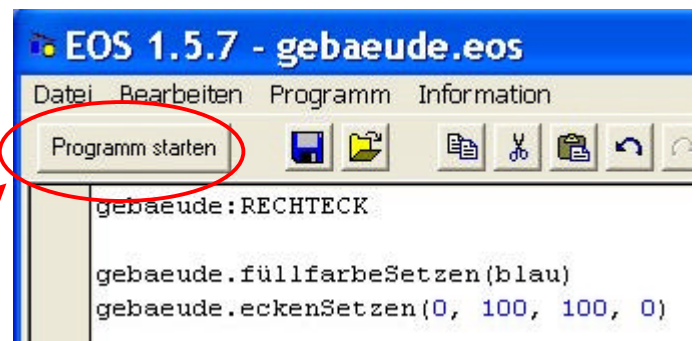 EOS 1.5.7 - gebaeude.eos
Datei Bearbeiten Programm Information
Programm starten
gebaeude:RECHTECK
gebaeude.füllfarbeSetzen(blau)
gebaeude.eckenSetzen(0, 100, 100, 0)